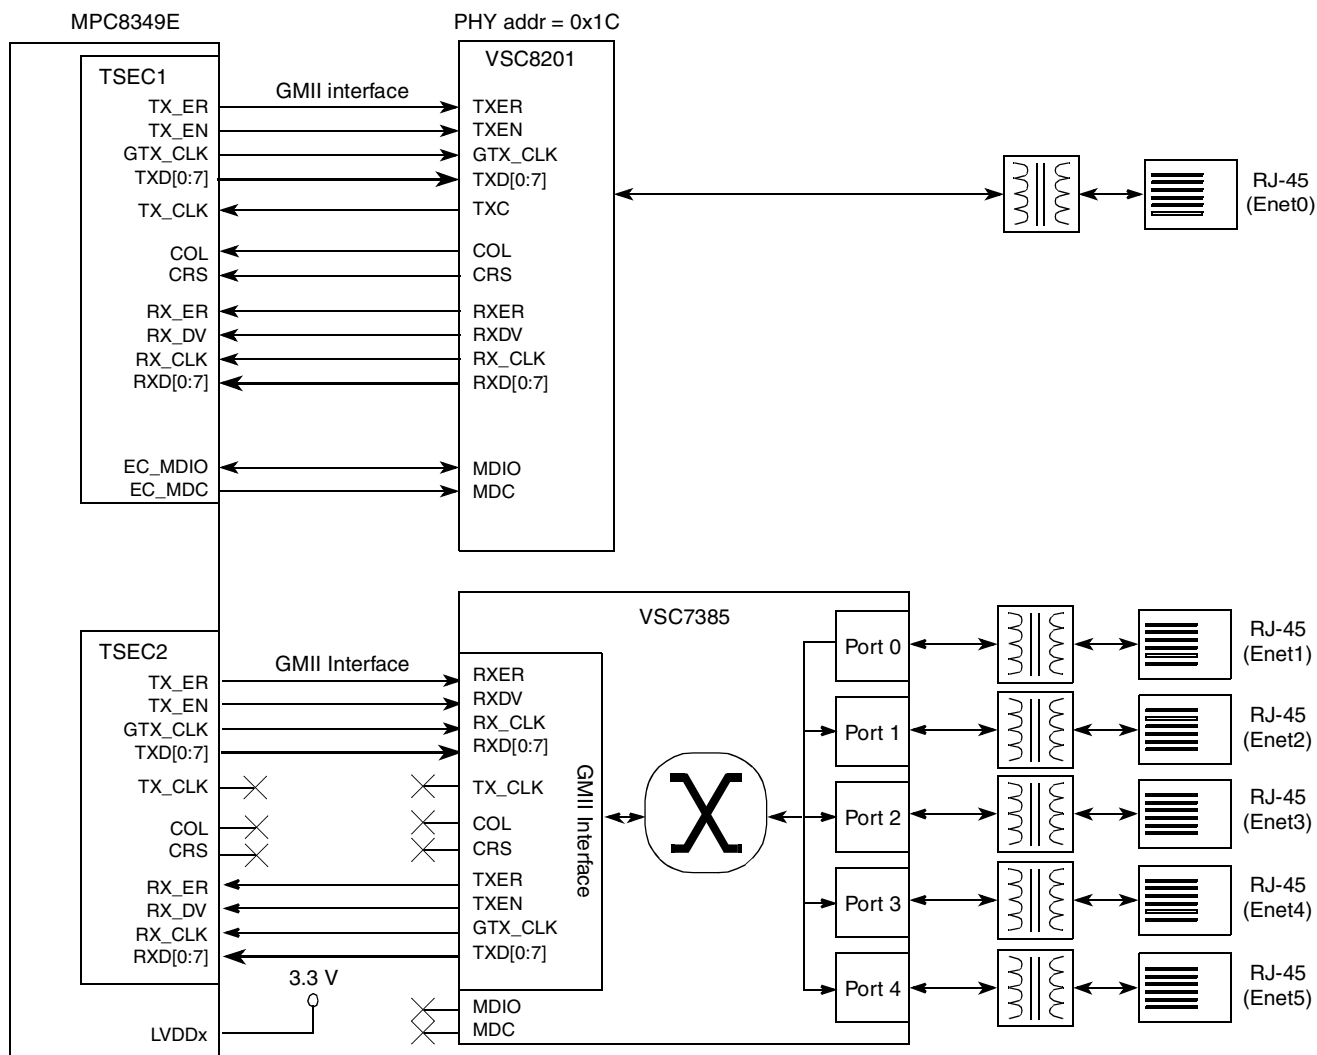 MPC8349E
PHY addr = 0x1C
TSEC1
GMII interface
VSC8201
TX_ER
TXER
TX_EN
TXEN
GTX_CLK
GTX_CLK
TXD[0:7]
TXD[0:7]
TX_CLK
TXC
COL
COL
CRS
CRS
RX_ER
RXER
RX_DV
RXDV
RX_CLK
RX_CLK
RXD[0:7]
RXD[0:7]
EC_MDIO
MDIO
EC_MDC
MDC
RJ-45
(Enet0)
TSEC2
GMII Interface
VSC7385
TX_ER
RXER
TX_EN
RXDV
GTX_CLK
RX_CLK
TXD[0:7]
RXD[0:7]
TX_CLK
TX_CLK
COL
COL
CRS
CRS
RX_ER
TXER
RX_DV
TXEN
RX_CLK
GTX_CLK
RXD[0:7]
TXD[0:7]
3.3 V
LVDDx
MDIO
MDC
GMII Interface
Port 0
RJ-45
(Enet1)
Port 1
RJ-45
(Enet2)
Port 2
RJ-45
(Enet3)
Port 3
RJ-45
(Enet4)
Port 4
RJ-45
(Enet5)